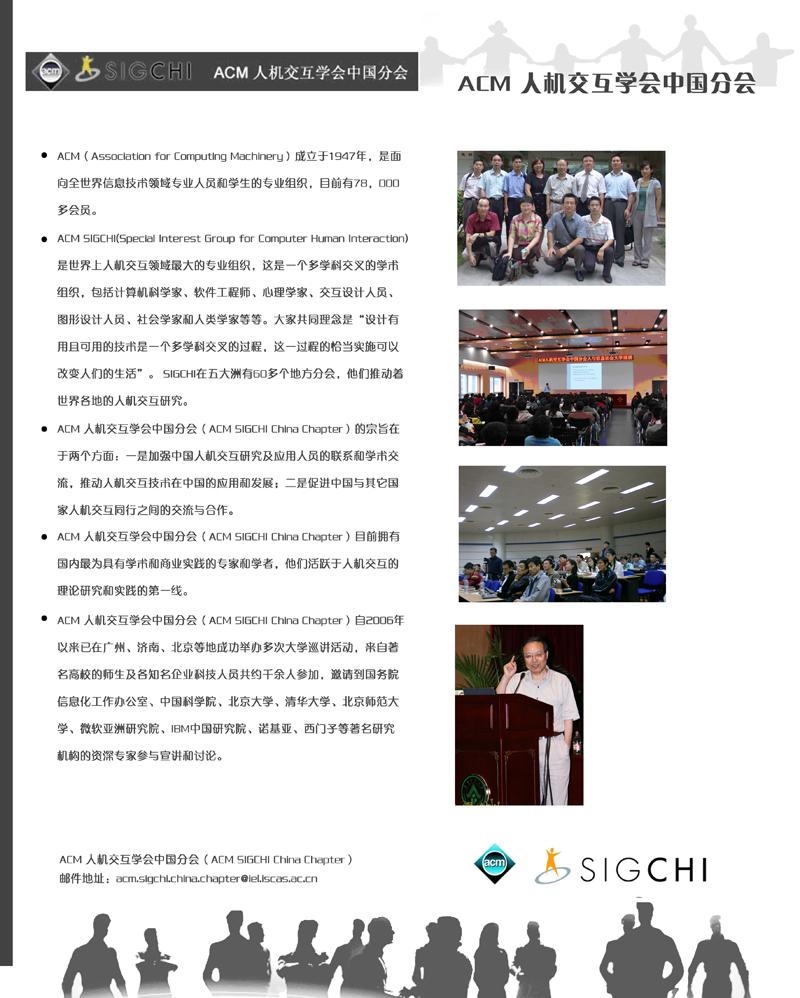 acm SIGCHI ACM 人机交互学会中国分会
ACM 人机交互学会中国分会
● ACM（Association for Computing Machinery）成立于1947年，是面
向全世界信息技术领域专业人员和学生的专业组织，目前有78，000
多会员。
● ACM SIGCHI(Special Interest Group for Computer Human Interaction)
是世界上人机交互领域最大的专业组织，这是一个多学科交叉的学术
组织，包括计算机科学家、软件工程师、心理学家、交互设计人员、
图形设计人员、社会学家和人类学家等等。大家共同理念是“设计有
用且可用的技术是一个多学科交叉的过程，这一过程的恰当实施可以
改变人们的生活”。SIGCHI在五大洲有60多个地方分会，他们推动着
世界各地的人机交互研究。
● ACM 人机交互学会中国分会（ACM SIGCHI China Chapter）的宗旨在
于两个方面：一是加强中国人机交互研究及应用人员的联系和学术交
流，推动人机交互技术在中国的应用和发展；二是促进中国与其它国
家人机交互同行之间的交流与合作。
● ACM 人机交互学会中国分会（ACM SIGCHI China Chapter）目前拥有
国内最为具有学术和商业实践的专家和学者，他们活跃于人机交互的
理论研究和实践的第一线。
● ACM 人机交互学会中国分会（ACM SIGCHI China Chapter）自2006年
以来已在广州、济南、北京等地成功举办多次大学巡讲活动，来自著
名高校的师生及各知名企业科技人员共约千余人参加，邀请到国务院
信息化工作办公室、中国科学院、北京大学、清华大学、北京师范大
学、微软亚洲研究院、IBM中国研究院、诺基亚、西门子等著名研究
机构的资深专家参与宣讲和讨论。
ACM 人机交互学会中国分会（ACM SIGCHI China Chapter）
邮件地址：acm.sigchi.china.chapter@iel.iscas.ac.cn
acm SIGCHI